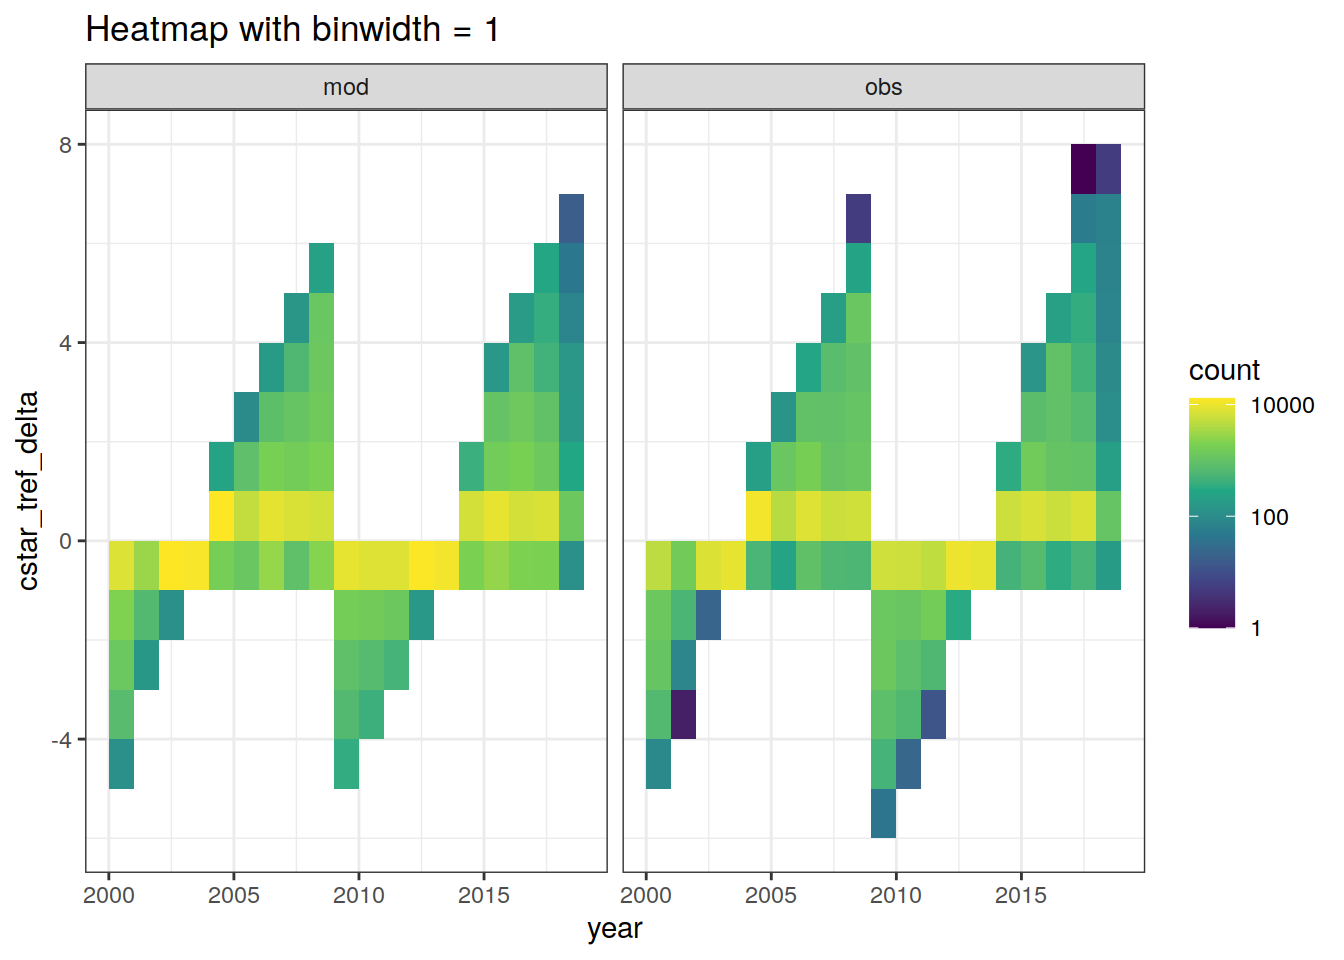 Heatmap with binwidth = 1
mod
obs
8
4
0
-4
cstar_tref_delta
2000
2005
2010
2015
2000
2005
2010
2015
year
count
10000
100
1